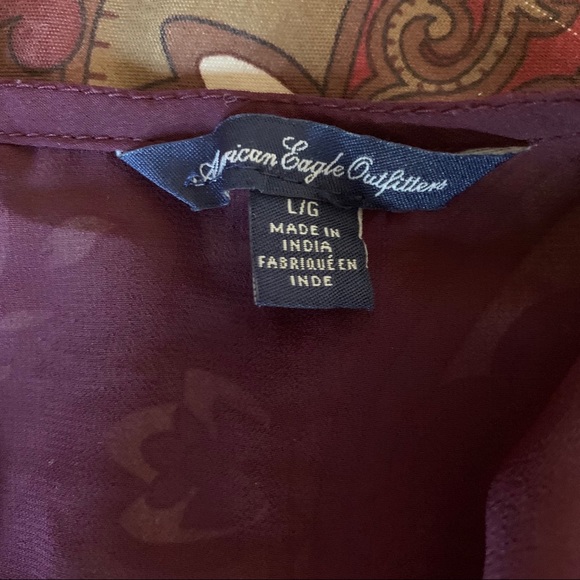 American Eagle Outfitters
L/G
MADE IN
INDIA
FABRIQUÉ EN
INDE